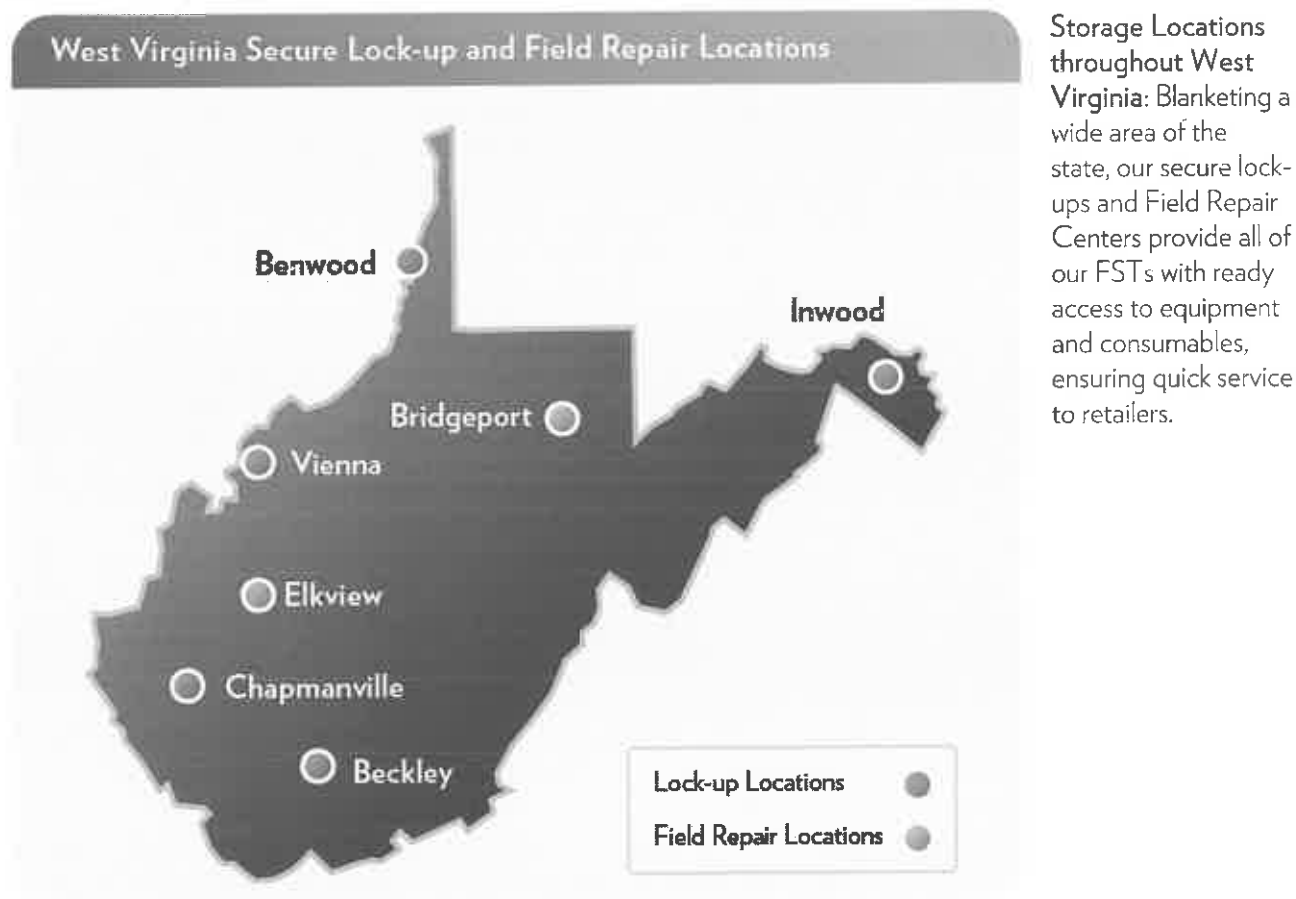 West Virginia Secure Lock-up and Field Repair Locations
Benwood
Inwood
Bridgeport
Vienna
Elkview
Chapmanville
Beckley
Lock-up Locations
Field Repair Locations
Storage Locations
throughout West
Virginia: Blanketing a
wide area of the
state, our secure lock-
ups and Field Repair
Centers provide all of
our FSTs with ready
access to equipment
and consumables,
ensuring quick service
to retailers.